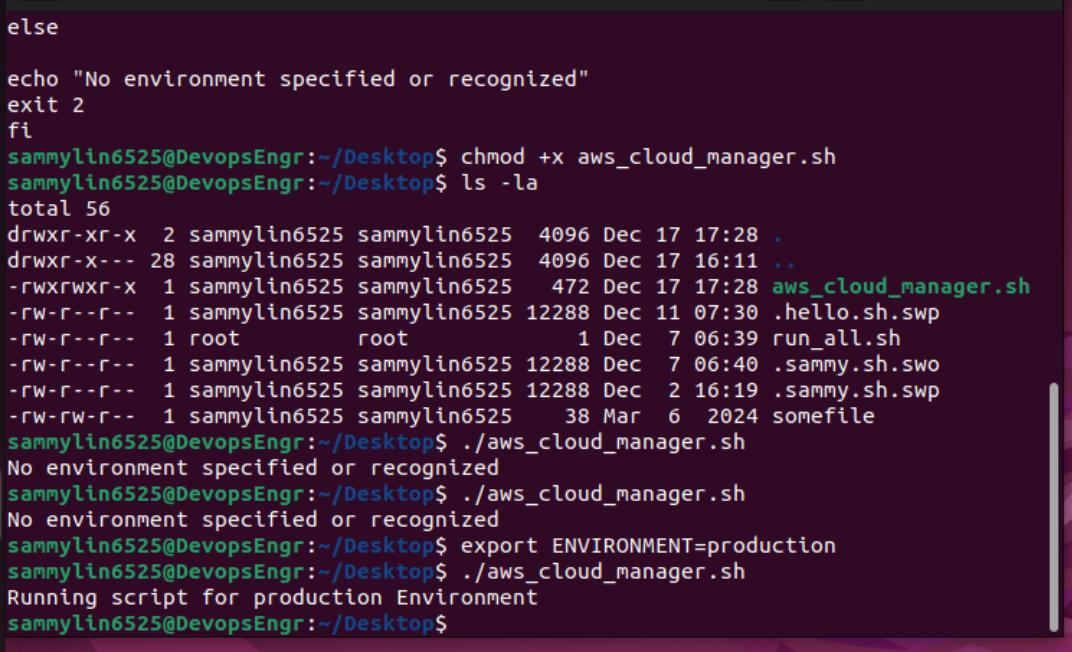 else
echo "No environment specified or recognized"
exit 2
fi
sammylin6525@DevopsEngr:~/Desktop$ chmod +x aws_cloud_manager.sh
sammylin6525@DevopsEngr:~/Desktop$ ls -la
total 56
drwxr-xr-x  2 sammylin6525 sammylin6525  4096 Dec 17 17:28 .
drwxr-x--- 28 sammylin6525 sammylin6525  4096 Dec 17 16:11 ..
-rwxrwxr-x  1 sammylin6525 sammylin6525   472 Dec 17 17:28 aws_cloud_manager.sh
-rw-r--r--  1 sammylin6525 sammylin6525 12288 Dec 11 07:30 .hello.sh.swp
-rw-r--r--  1 root         root             1 Dec  7 06:39 run_all.sh
-rw-r--r--  1 sammylin6525 sammylin6525 12288 Dec  7 06:40 .sammy.sh.swo
-rw-r--r--  1 sammylin6525 sammylin6525 12288 Dec  2 16:19 .sammy.sh.swp
-rw-rw-r--  1 sammylin6525 sammylin6525    38 Mar  6  2024 somefile
sammylin6525@DevopsEngr:~/Desktop$ ./aws_cloud_manager.sh
No environment specified or recognized
sammylin6525@DevopsEngr:~/Desktop$ ./aws_cloud_manager.sh
No environment specified or recognized
sammylin6525@DevopsEngr:~/Desktop$ export ENVIRONMENT=production
sammylin6525@DevopsEngr:~/Desktop$ ./aws_cloud_manager.sh
Running script for production Environment
sammylin6525@DevopsEngr:~/Desktop$